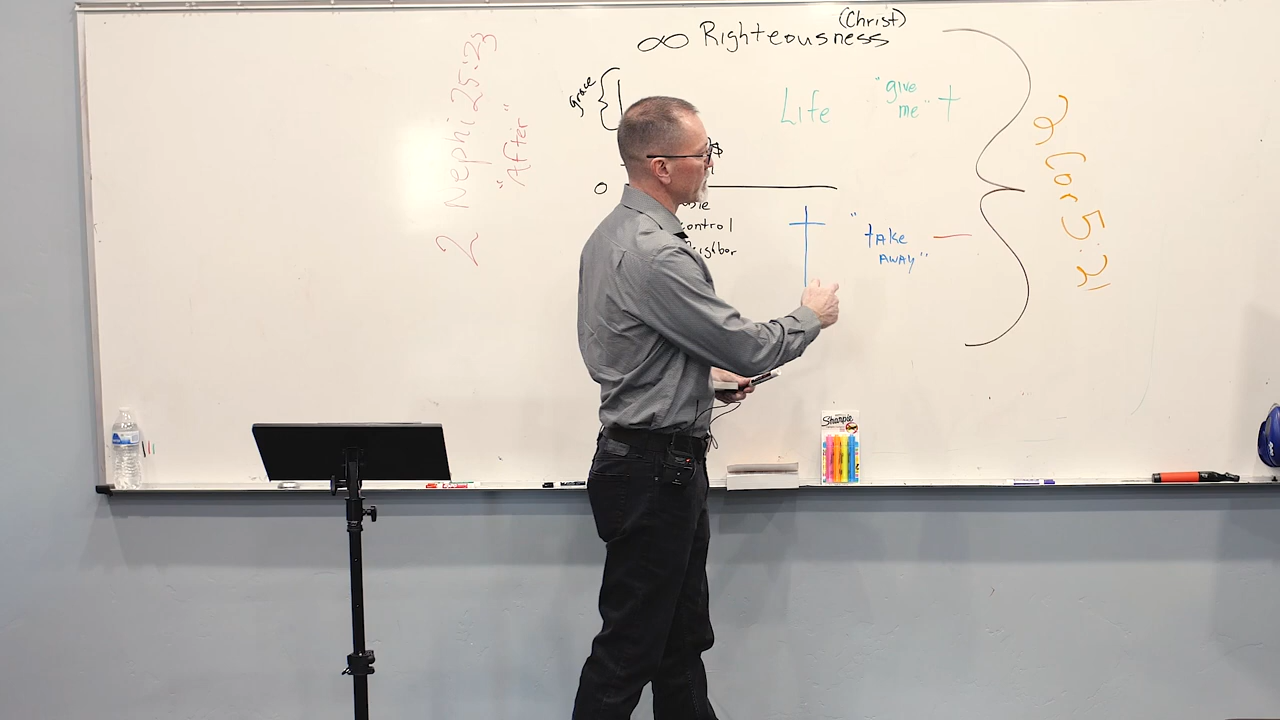 2 Nephi 25:23
"After"
∞ Righteousness
(Christ)
Grace
Life
"give
me" +
$
0
control
Neighbor
"tAke
AWAy" —
2 Cor 5:21
Sharpie